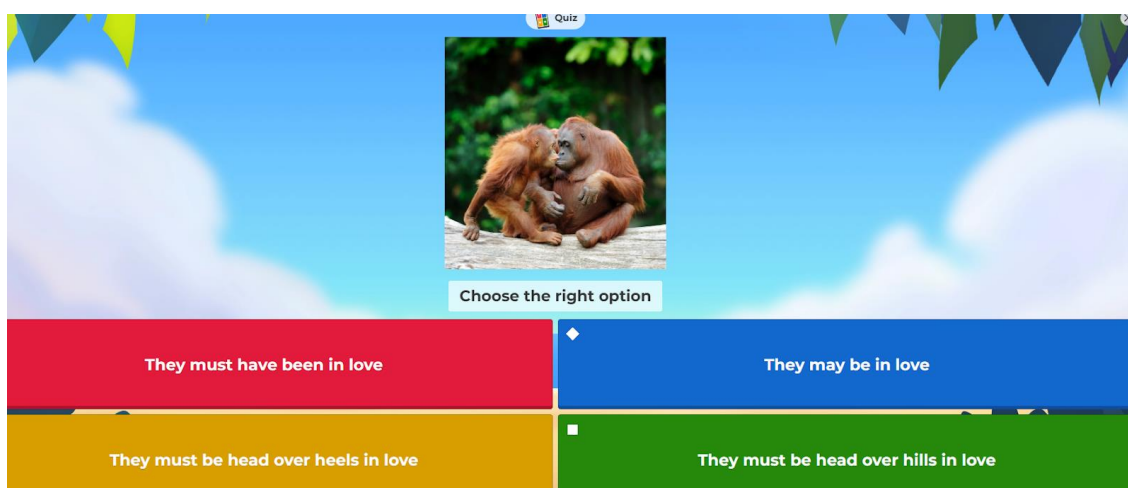 Quiz
Choose the right option
They must have been in love
They may be in love
They must be head over heels in love
They must be head over hills in love